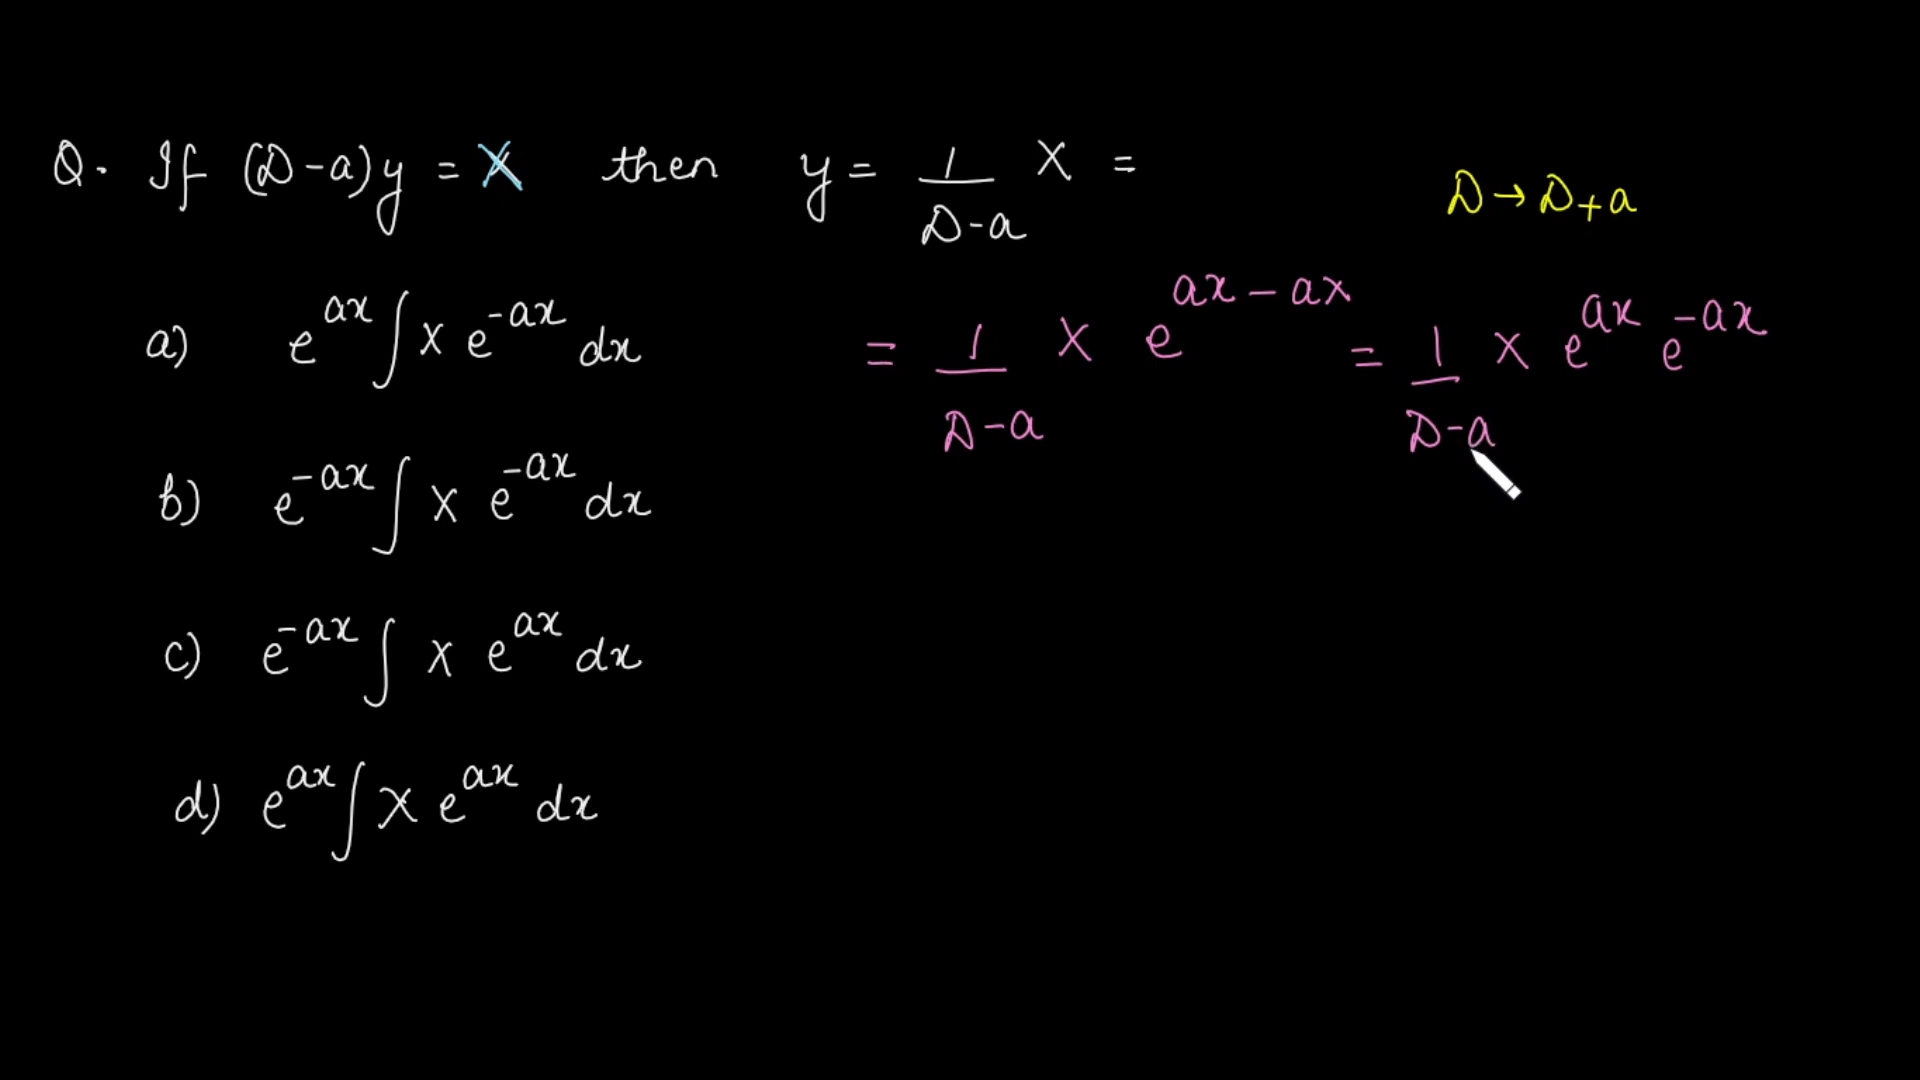 Q. If (D-a)y = X then y = 1/(D-a) X =
D → D+a
= 1/(D-a) X e^(ax-ax) = 1/(D-a) X e^(ax) e^(-ax)
a) e^(ax) ∫ X e^(-ax) dx
b) e^(-ax) ∫ X e^(-ax) dx
c) e^(-ax) ∫ X e^(ax) dx
d) e^(ax) ∫ X e^(ax) dx